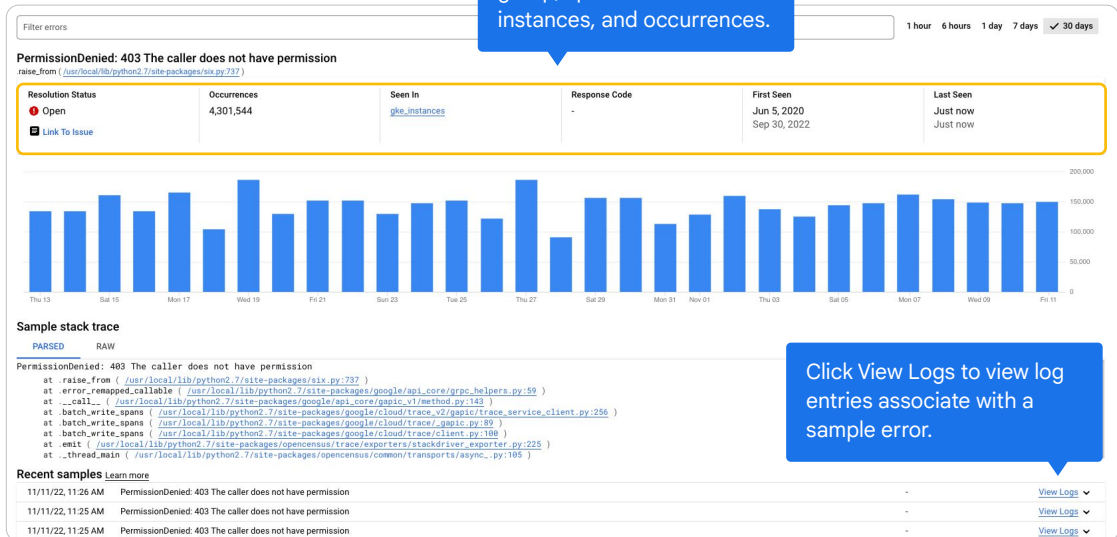 instances, and occurrences.
Filter errors
1 hour 6 hours 1 day 7 days 30 days
PermissionDenied: 403 The caller does not have permission
.raise_from ( /usr/local/lib/python2.7/site-packages/six.py:737 )
Resolution Status Occurrences Seen In Response Code First Seen Last Seen
Open 4,301,544 gke_instances - Jun 5, 2020 Just now
Sep 30, 2022 Just now
Link To Issue
200,000
150,000
100,000
50,000
0
Thu 13 Sat 15 Mon 17 Wed 19 Fri 21 Sun 23 Tue 25 Thu 27 Sat 29 Mon 31 Nov 01 Thu 03 Sat 05 Mon 07 Wed 09 Fri 11
Sample stack trace
PARSED RAW
PermissionDenied: 403 The caller does not have permission
at .raise_from ( /usr/local/lib/python2.7/site-packages/six.py:737 )
at .error_remapped_callable ( /usr/local/lib/python2.7/site-packages/google/api_core/grpc_helpers.py:59 )
at .__call__ ( /usr/local/lib/python2.7/site-packages/google/api_core/gapic_v1/method.py:143 )
at .batch_write_spans ( /usr/local/lib/python2.7/site-packages/google/cloud/trace_v2/gapic/trace_service_client.py:256 )
at .batch_write_spans ( /usr/local/lib/python2.7/site-packages/google/cloud/trace/_gapic.py:89 )
at .batch_write_spans ( /usr/local/lib/python2.7/site-packages/google/cloud/trace/client.py:100 )
at .emit ( /usr/local/lib/python2.7/site-packages/opencensus/trace/exporters/stackdriver_exporter.py:225 )
at ._thread_main ( /usr/local/lib/python2.7/site-packages/opencensus/common/transports/async_.py:105 )
Click View Logs to view log
entries associate with a
sample error.
Recent samples Learn more
11/11/22, 11:26 AM PermissionDenied: 403 The caller does not have permission - View Logs
11/11/22, 11:25 AM PermissionDenied: 403 The caller does not have permission - View Logs
11/11/22, 11:25 AM PermissionDenied: 403 The caller does not have permission - View Logs